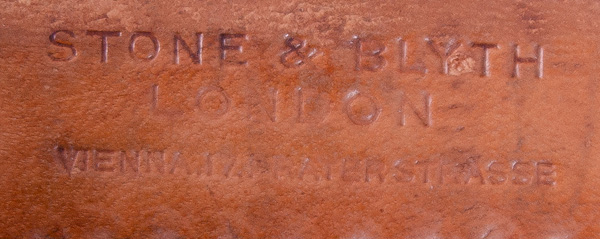 STONE & BLYTH
LONDON
VIENNA.17.PRATERSTRASSE